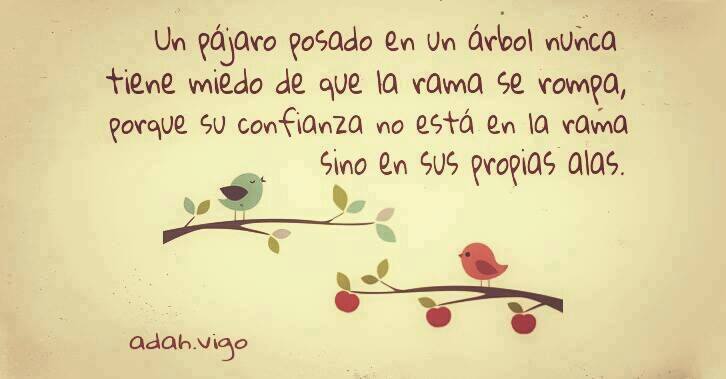 Un pájaro posado en un árbol nunca
tiene miedo de que la rama se rompa,
porque su confianza no está en la rama
sino en sus propias alas.
adah.vigo